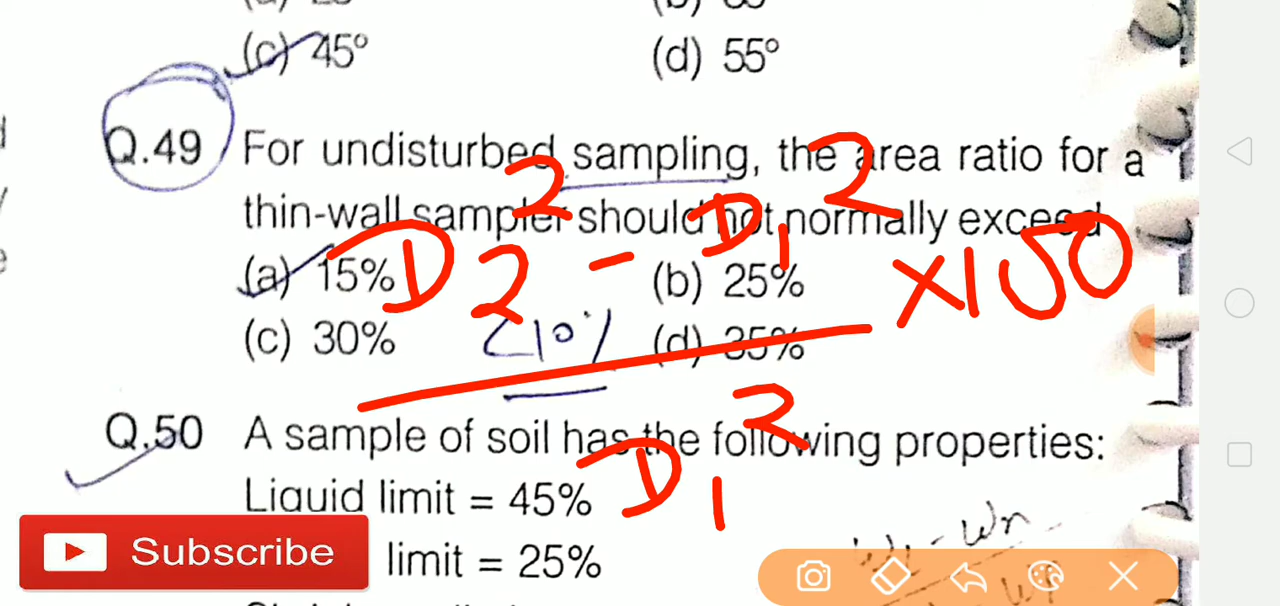 (c) 45° (d) 55°
Q.49 For undisturbed sampling, the area ratio for a
thin-wall sampler should not normally exceed
(a) 15% (b) 25%
(c) 30% <10% (d) 35%
D₂² - D₁² ×100
D₁²
Q.50 A sample of soil has the following properties:
Liquid limit = 45%
limit = 25%
Subscribe